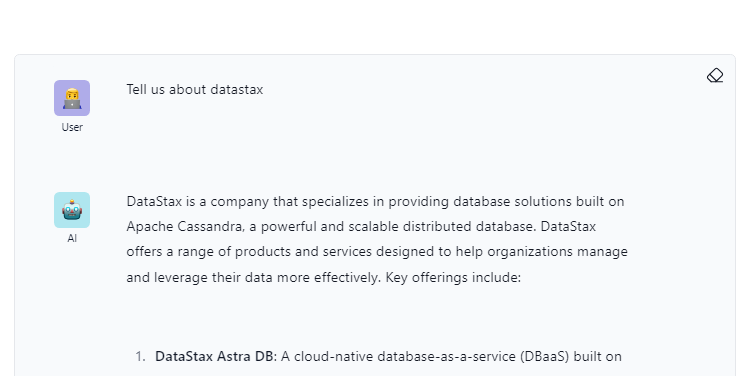 Tell us about datastax
User
DataStax is a company that specializes in providing database solutions built on
Apache Cassandra, a powerful and scalable distributed database. DataStax
offers a range of products and services designed to help organizations manage
and leverage their data more effectively. Key offerings include:
AI
1. DataStax Astra DB: A cloud-native database-as-a-service (DBaaS) built on